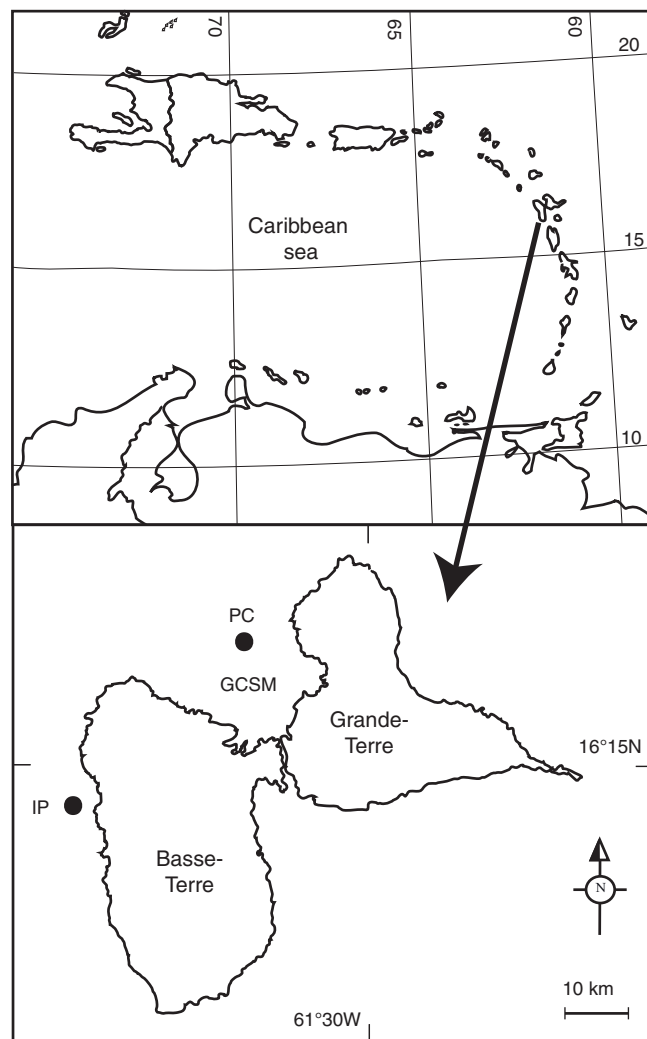 70
65
60
20
Caribbean
sea
15
10
PC
GCSM
Grande-
Terre
16°15N
IP
Basse-
Terre
N
10 km
61°30W